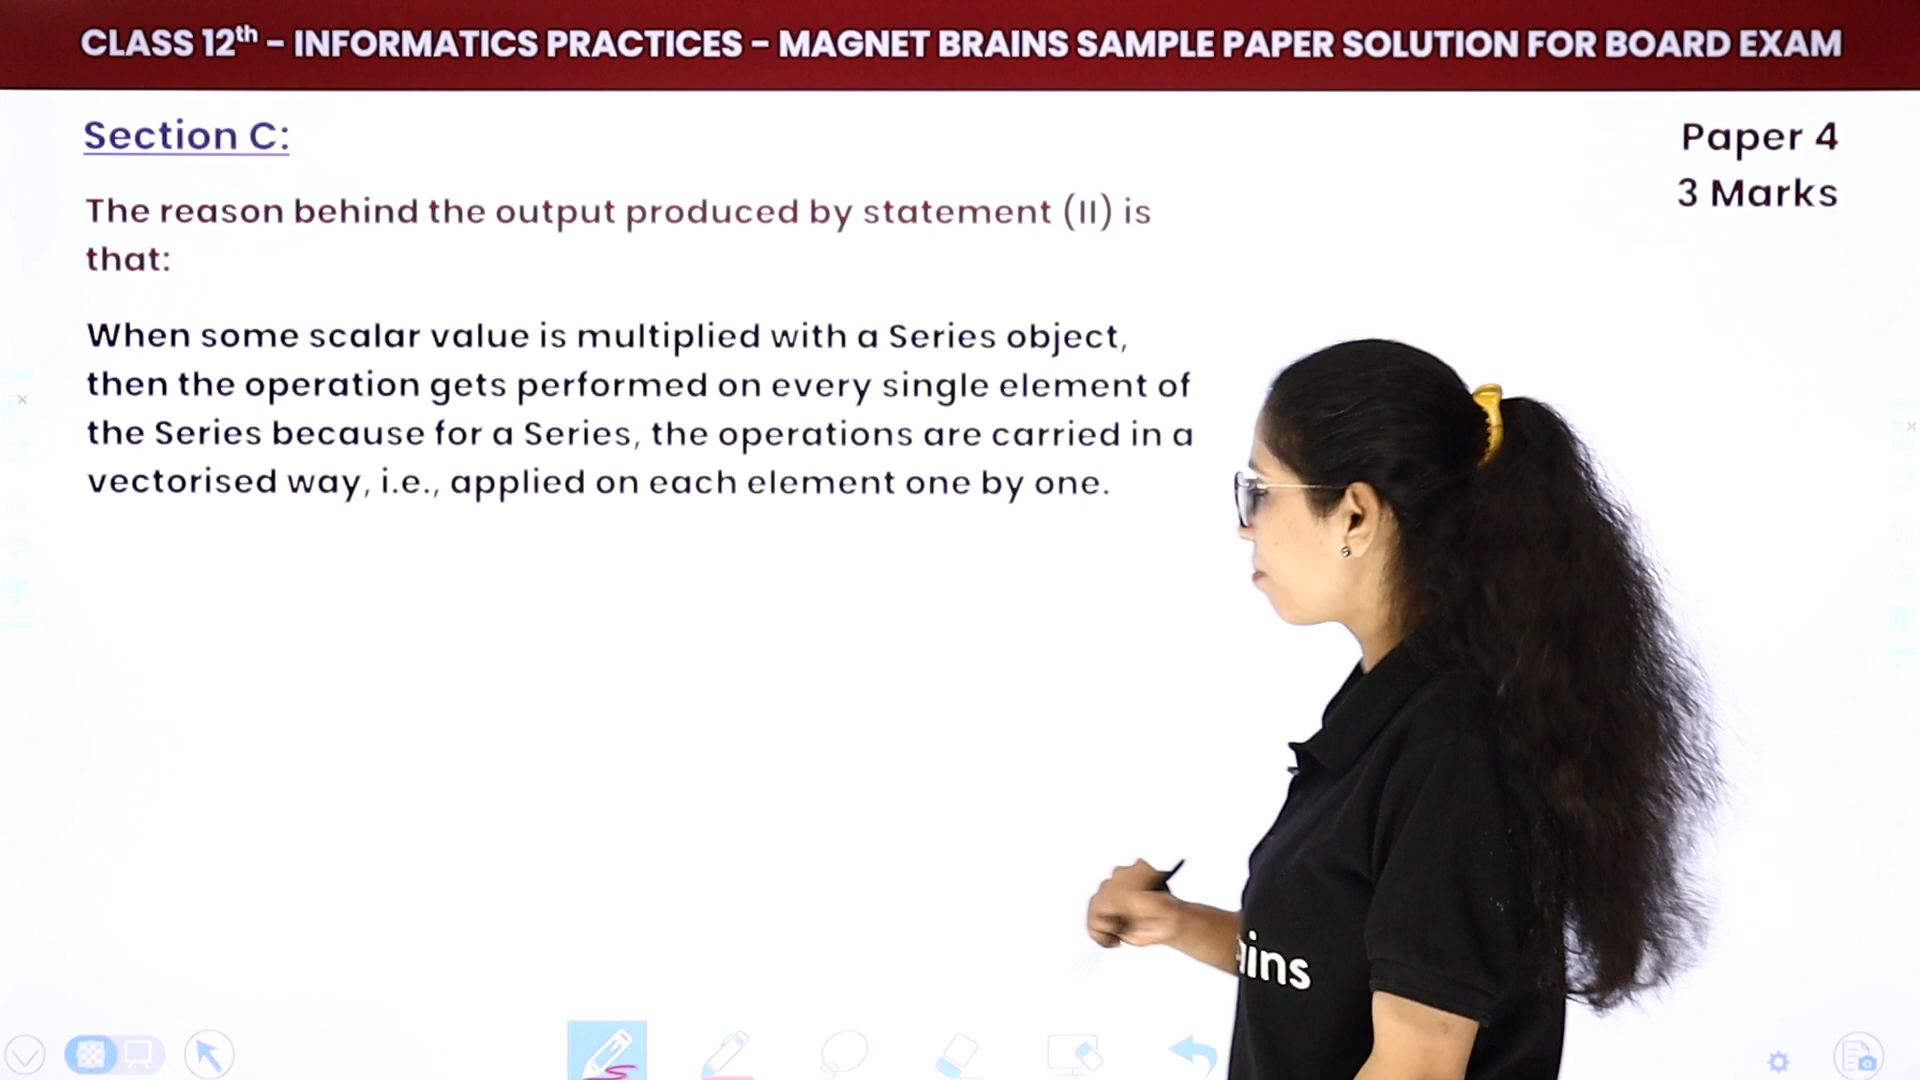 CLASS 12th – INFORMATICS PRACTICES – MAGNET BRAINS SAMPLE PAPER SOLUTION FOR BOARD EXAM
Section C:
Paper 4
3 Marks
The reason behind the output produced by statement (II) is
that:
When some scalar value is multiplied with a Series object,
then the operation gets performed on every single element of
the Series because for a Series, the operations are carried in a
vectorised way, i.e., applied on each element one by one.
ains